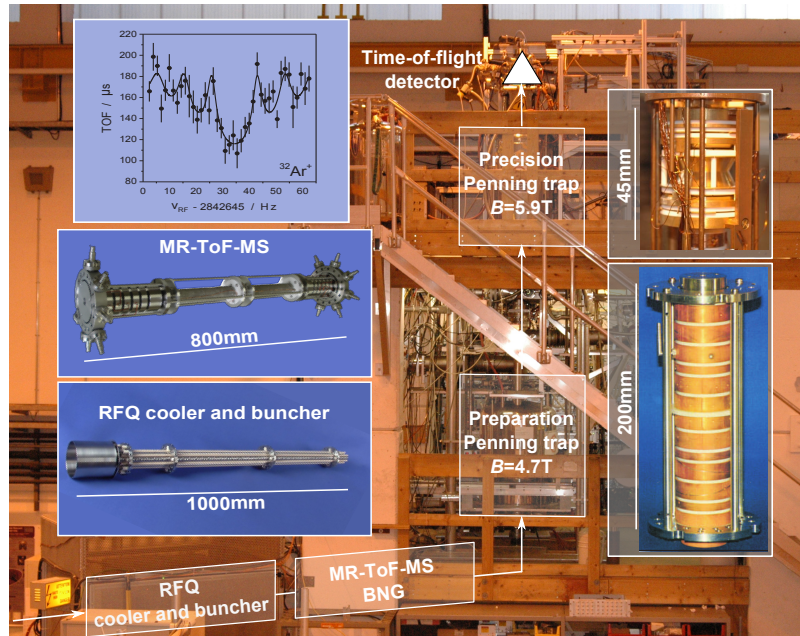 220
200
180
160
140
120
100
80
TOF / μs
0 10 20 30 40 50 60
ν_RF - 2842645 / Hz
³²Ar⁺
Time-of-flight
detector
Precision
Penning trap
B=5.9T
45mm
MR-ToF-MS
800mm
RFQ cooler and buncher
1000mm
Preparation
Penning trap
B=4.7T
200mm
RFQ
cooler and buncher
MR-ToF-MS
BNG